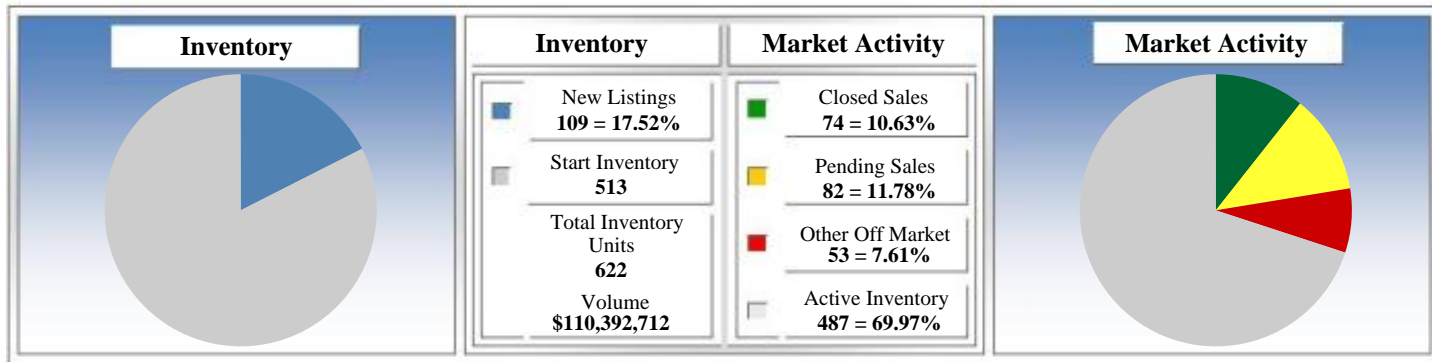 Inventory
Inventory
Market Activity
Market Activity
New Listings
109 = 17.52%
Start Inventory
513
Total Inventory
Units
622
Volume
$110,392,712
Closed Sales
74 = 10.63%
Pending Sales
82 = 11.78%
Other Off Market
53 = 7.61%
Active Inventory
487 = 69.97%